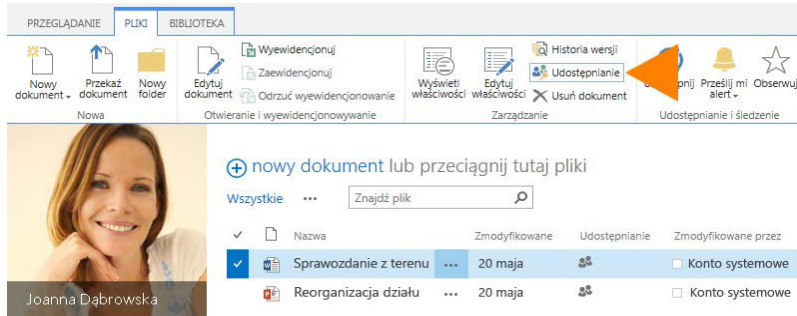 PRZEGLĄDANIE PLIKI BIBLIOTEKA
Nowy dokument
Przekaż dokument
Nowy folder
Nowa
Edytuj dokument
Wyewidencjonuj
Zaewidencjonuj
Odrzuć wyewidencjonowanie
Otwieranie i wyewidencjonowywanie
Wyświetl właściwości
Edytuj właściwości
Historia wersji
Udostępnianie
Usuń dokument
Zarządzanie
Prześlij mi alert
Obserwuj
Udostępnianie i śledzenie
nowy dokument lub przeciągnij tutaj pliki
Wszystkie ••• Znajdź plik
Nazwa Zmodyfikowane Udostępnianie Zmodyfikowane przez
Sprawozdanie z terenu ••• 20 maja Konto systemowe
Reorganizacja działu ••• 20 maja Konto systemowe
Joanna Dąbrowska